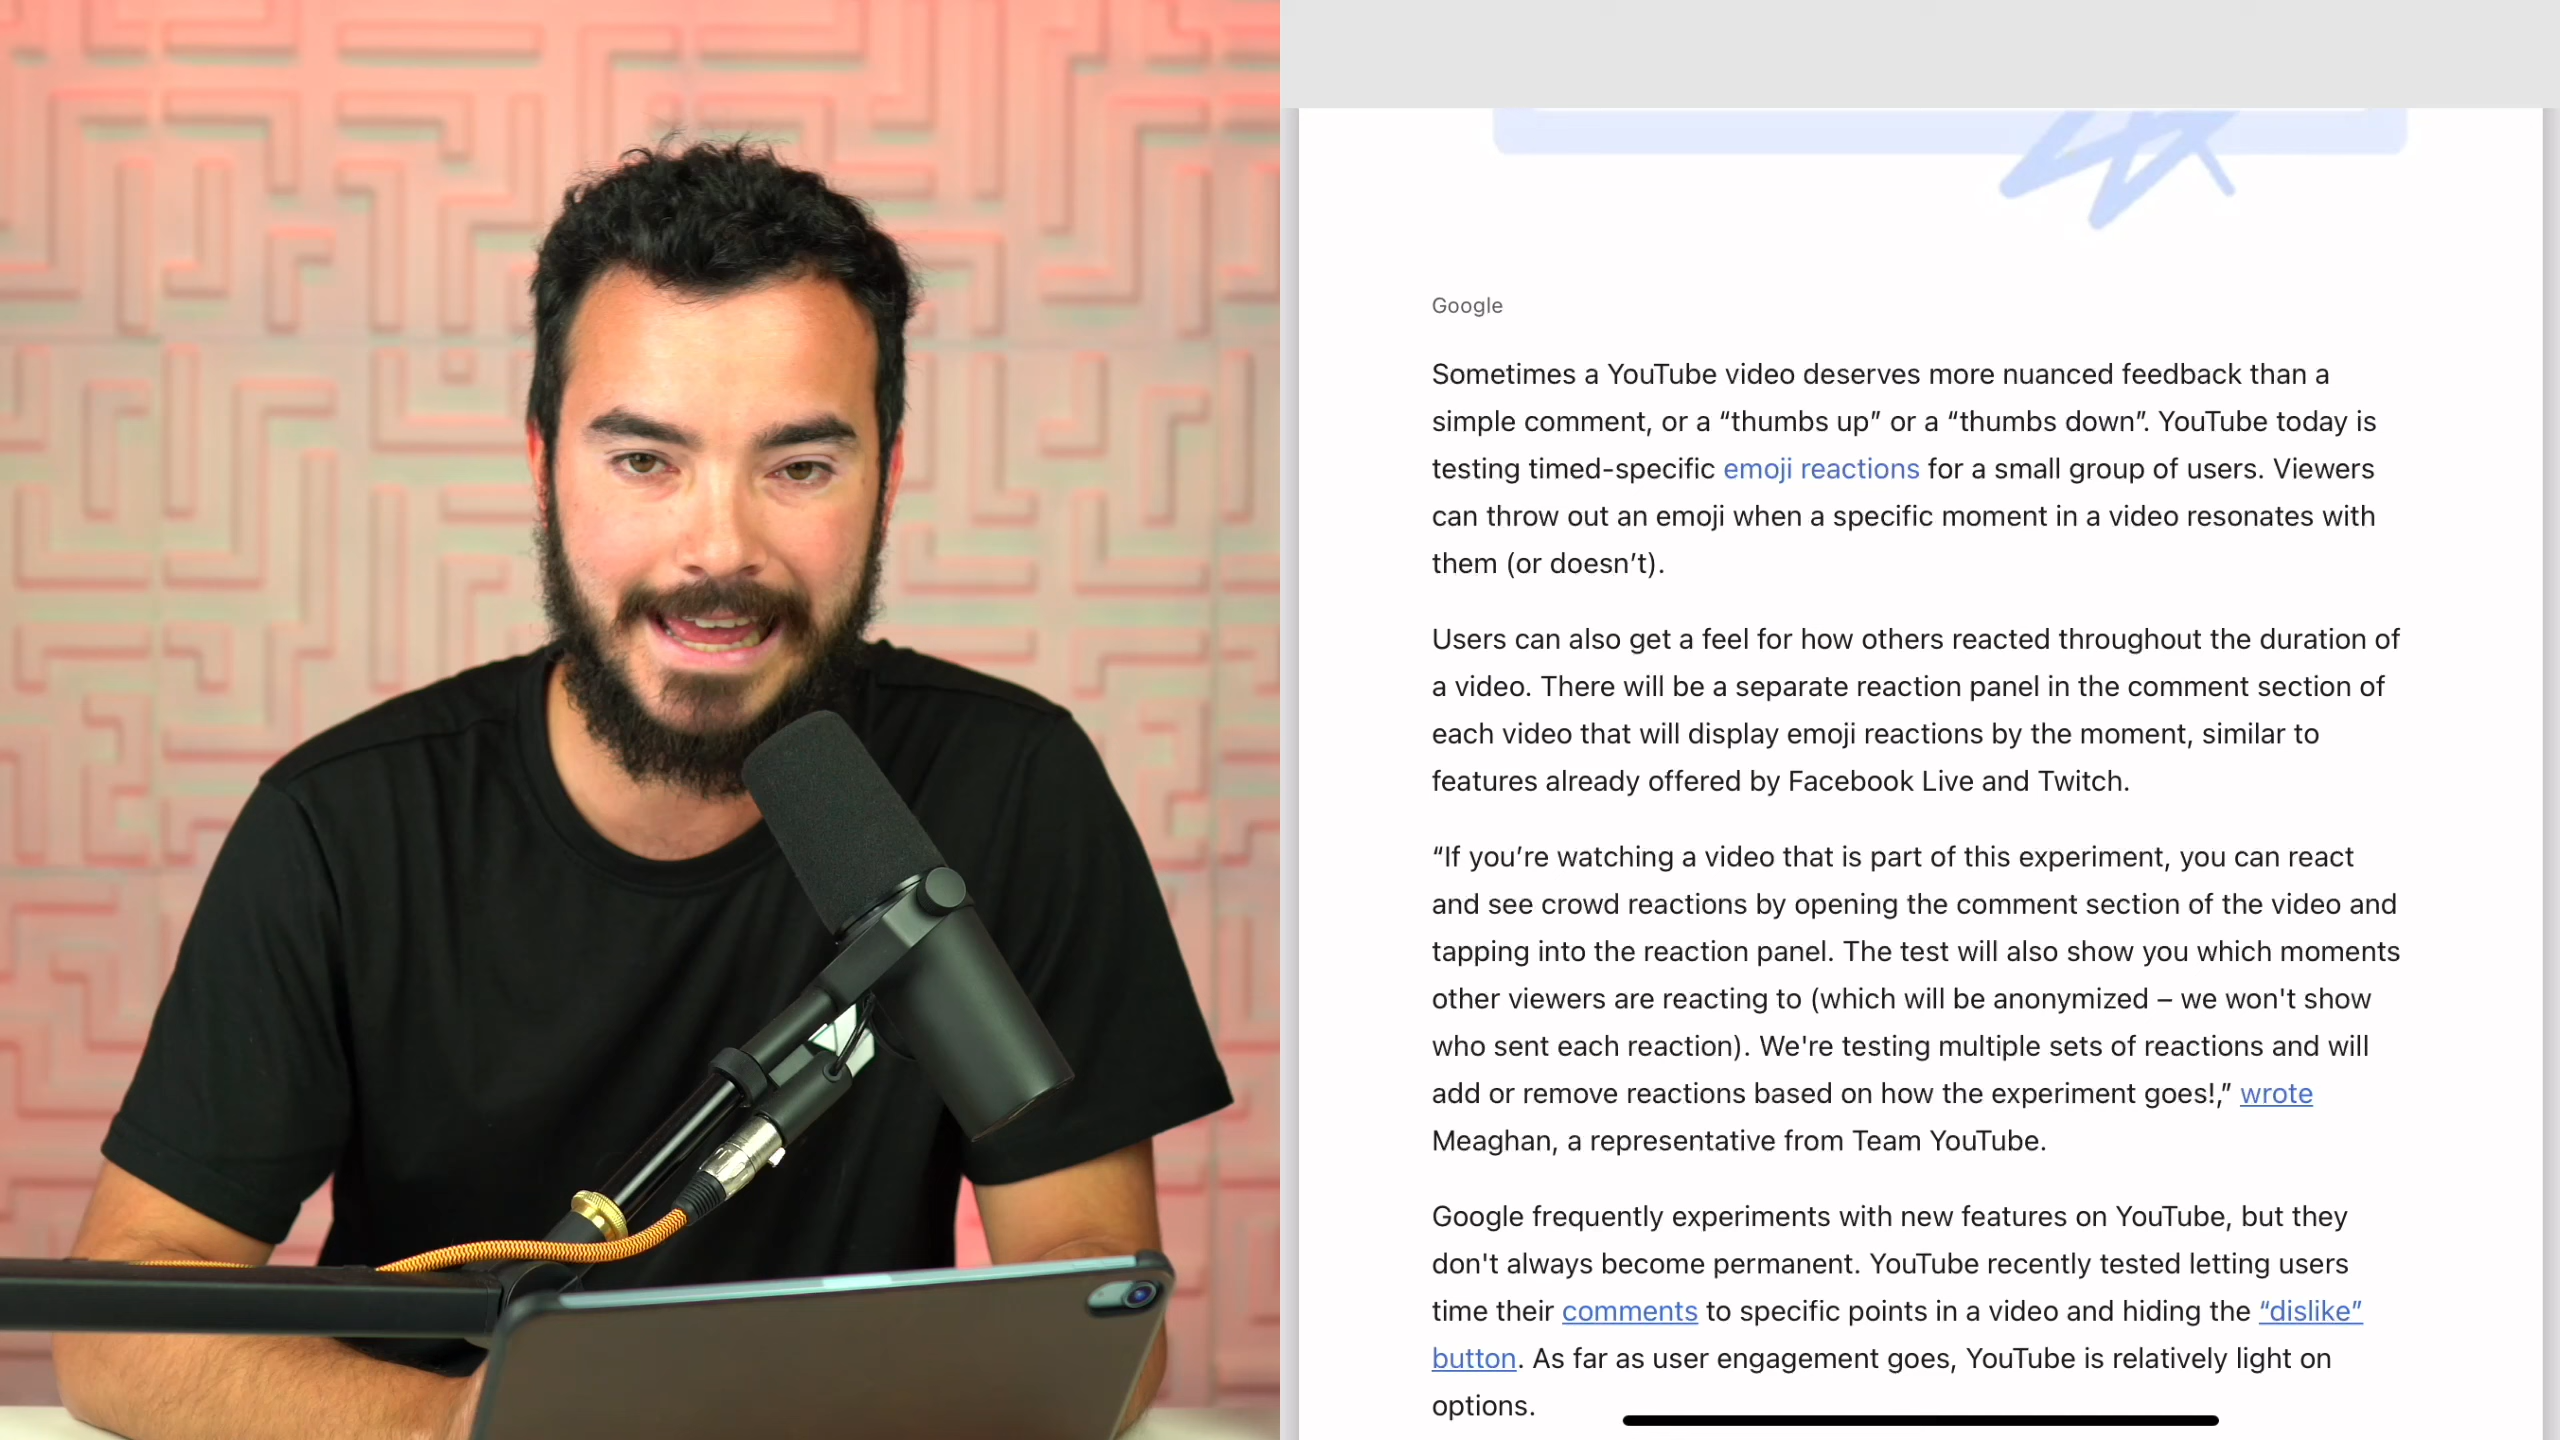 Google
Sometimes a YouTube video deserves more nuanced feedback than a
simple comment, or a “thumbs up” or a “thumbs down”. YouTube today is
testing timed-specific emoji reactions for a small group of users. Viewers
can throw out an emoji when a specific moment in a video resonates with
them (or doesn’t).
Users can also get a feel for how others reacted throughout the duration of
a video. There will be a separate reaction panel in the comment section of
each video that will display emoji reactions by the moment, similar to
features already offered by Facebook Live and Twitch.
“If you’re watching a video that is part of this experiment, you can react
and see crowd reactions by opening the comment section of the video and
tapping into the reaction panel. The test will also show you which moments
other viewers are reacting to (which will be anonymized – we won't show
who sent each reaction). We're testing multiple sets of reactions and will
add or remove reactions based on how the experiment goes!,” wrote
Meaghan, a representative from Team YouTube.
Google frequently experiments with new features on YouTube, but they
don't always become permanent. YouTube recently tested letting users
time their comments to specific points in a video and hiding the “dislike”
button. As far as user engagement goes, YouTube is relatively light on
options.